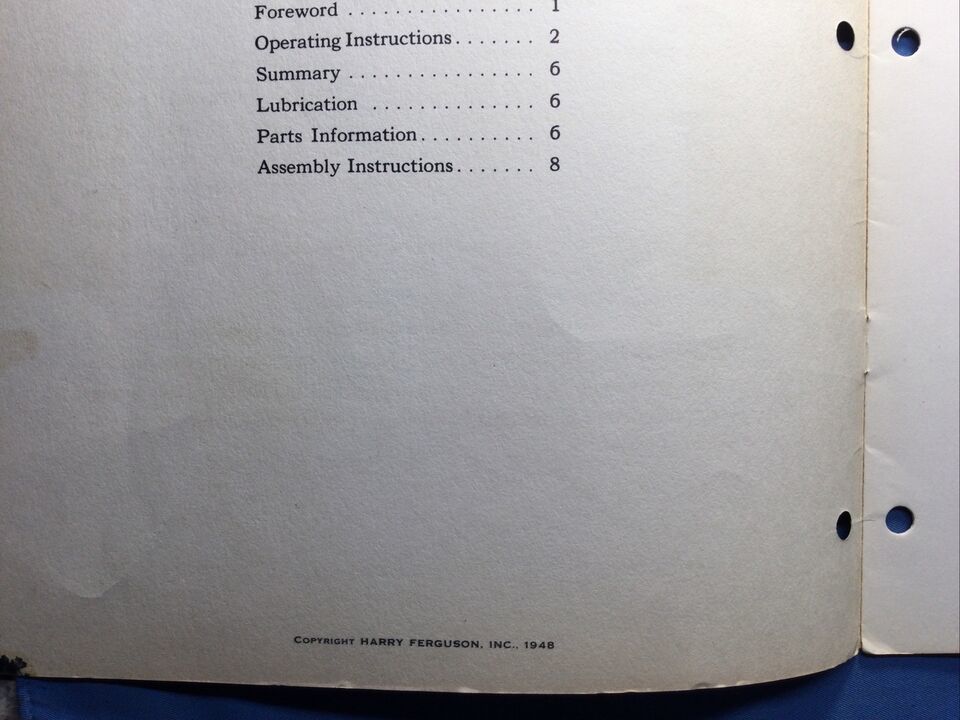 Foreword . . . . . . . . . . . . . . . . 1
Operating Instructions . . . . . . . 2
Summary . . . . . . . . . . . . . . . . 6
Lubrication . . . . . . . . . . . . . . 6
Parts Information . . . . . . . . . . 6
Assembly Instructions . . . . . . . 8
COPYRIGHT HARRY FERGUSON, INC., 1948